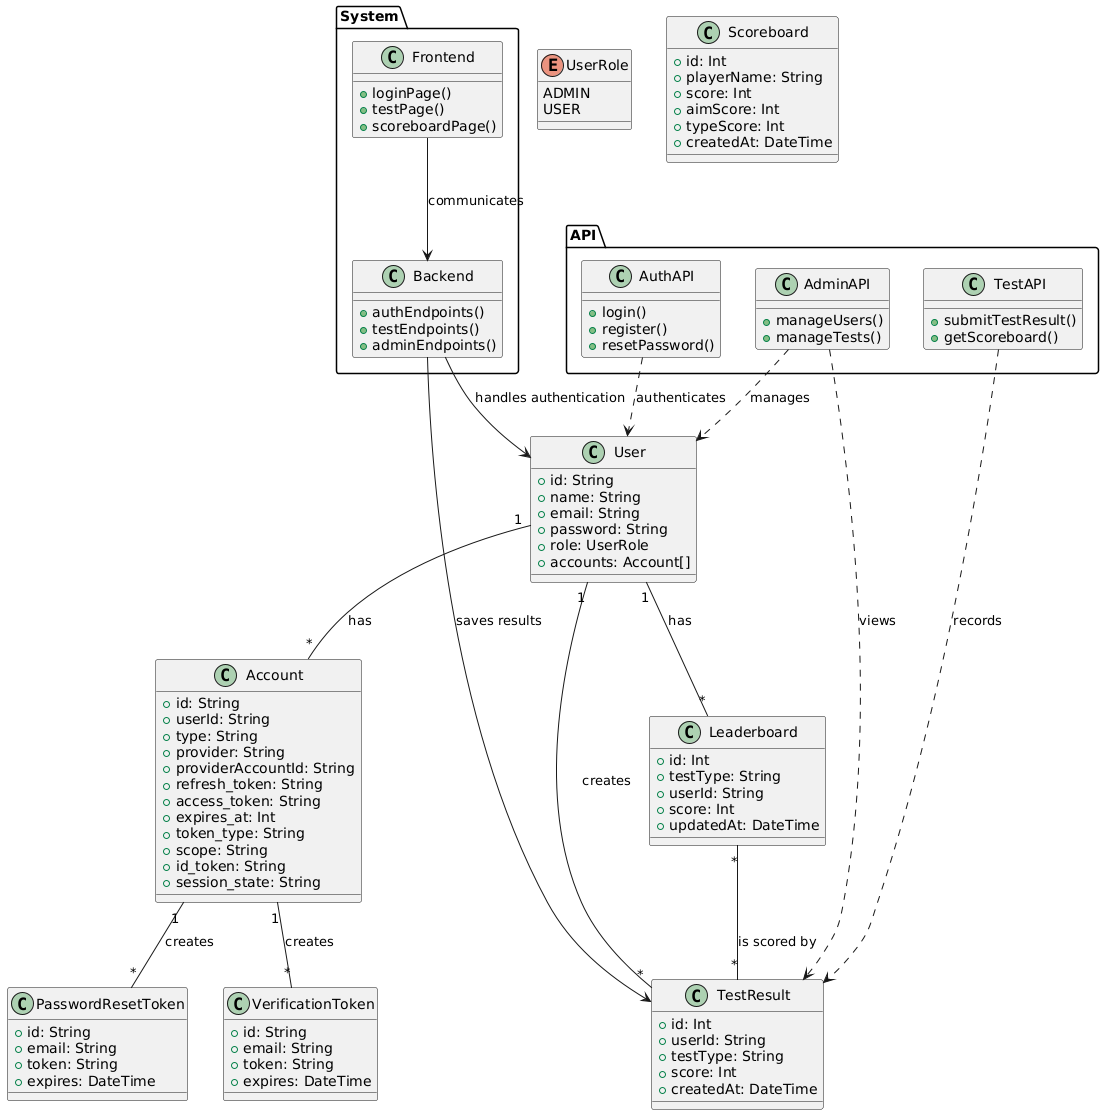 System
C Frontend
loginPage()
testPage()
scoreboardPage()
E UserRole
ADMIN
USER
C Scoreboard
id: Int
playerName: String
score: Int
aimScore: Int
typeScore: Int
createdAt: DateTime
communicates
C Backend
authEndpoints()
testEndpoints()
adminEndpoints()
API
C AuthAPI
login()
register()
resetPassword()
C AdminAPI
manageUsers()
manageTests()
C TestAPI
submitTestResult()
getScoreboard()
handles authentication
authenticates
manages
C User
id: String
name: String
email: String
password: String
role: UserRole
accounts: Account[]
1
1
1
has
*
saves results
has
*
views
records
C Account
id: String
userId: String
type: String
provider: String
providerAccountId: String
refresh_token: String
access_token: String
expires_at: Int
token_type: String
scope: String
id_token: String
session_state: String
creates
C Leaderboard
id: Int
testType: String
userId: String
score: Int
updatedAt: DateTime
*
is scored by
*
*
1
creates
*
1
creates
*
C PasswordResetToken
id: String
email: String
token: String
expires: DateTime
C VerificationToken
id: String
email: String
token: String
expires: DateTime
C TestResult
id: Int
userId: String
testType: String
score: Int
createdAt: DateTime